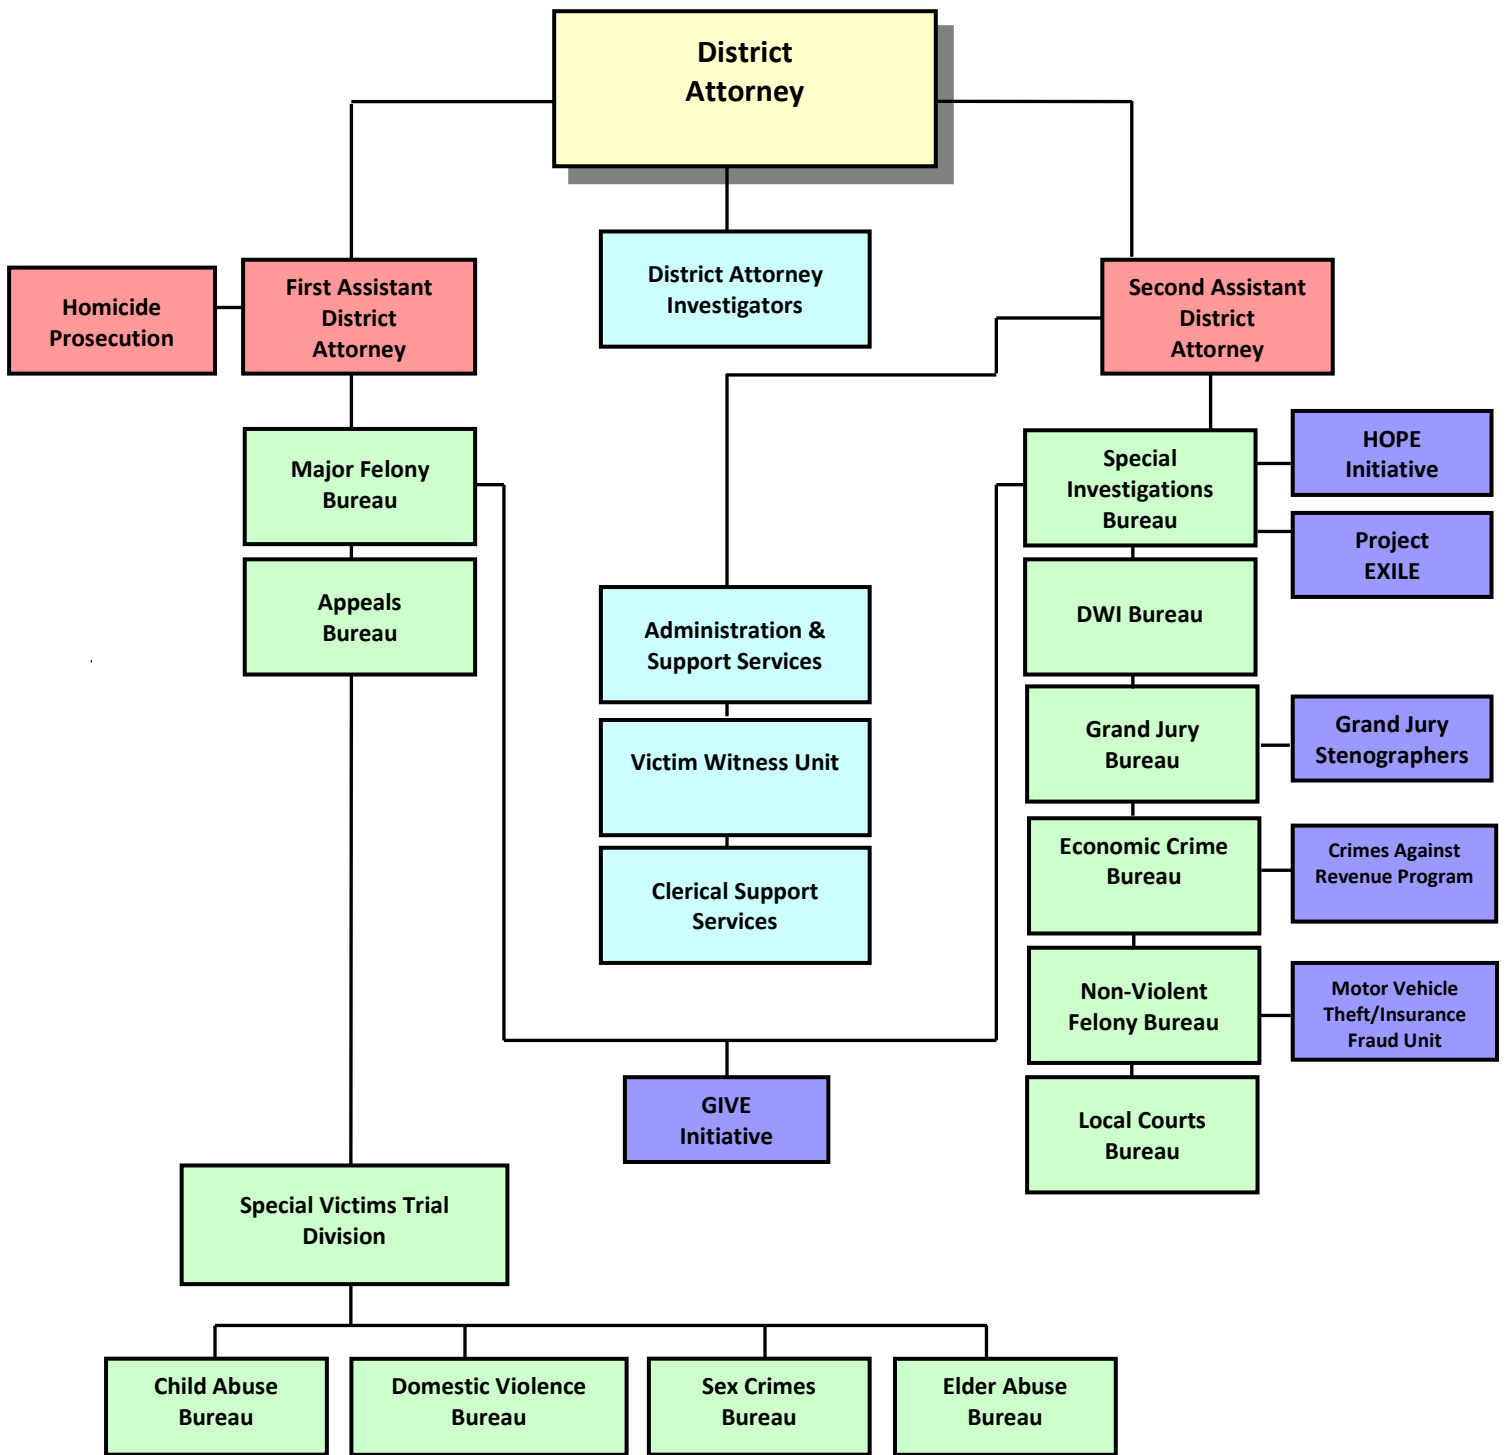 District
Attorney
District Attorney
Investigators
Homicide
Prosecution
First Assistant
District
Attorney
Second Assistant
District
Attorney
Major Felony
Bureau
Appeals
Bureau
Special
Investigations
Bureau
HOPE
Initiative
Project
EXILE
DWI Bureau
Administration &
Support Services
Victim Witness Unit
Clerical Support
Services
Grand Jury
Bureau
Grand Jury
Stenographers
Economic Crime
Bureau
Crimes Against
Revenue Program
Non-Violent
Felony Bureau
Motor Vehicle
Theft/Insurance
Fraud Unit
Local Courts
Bureau
GIVE
Initiative
Special Victims Trial
Division
Child Abuse
Bureau
Domestic Violence
Bureau
Sex Crimes
Bureau
Elder Abuse
Bureau